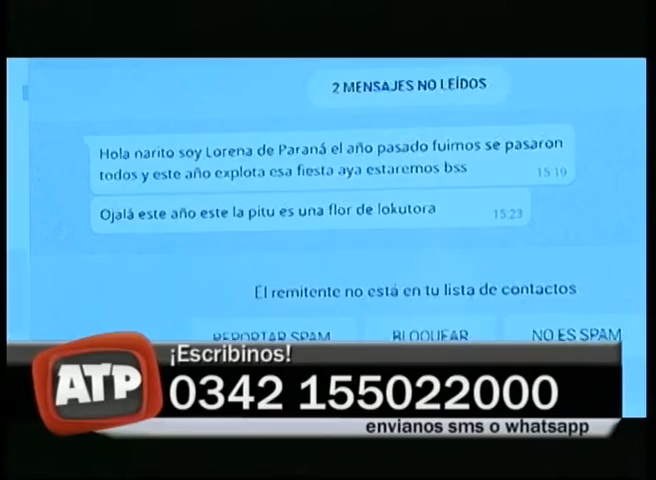 2 MENSAJES NO LEÍDOS
Hola narito soy Lorena de Paraná el año pasado fuimos se pasaron
todos y este año explota esa fiesta aya estaremos bss
15:19
Ojalá este año este la pitu es una flor de lokutora
15:23
El remitente no está en tu lista de contactos
REPORTAR SPAM
BLOQUEAR
NO ES SPAM
¡Escribinos!
ATP
0342 155022000
envianos sms o whatsapp